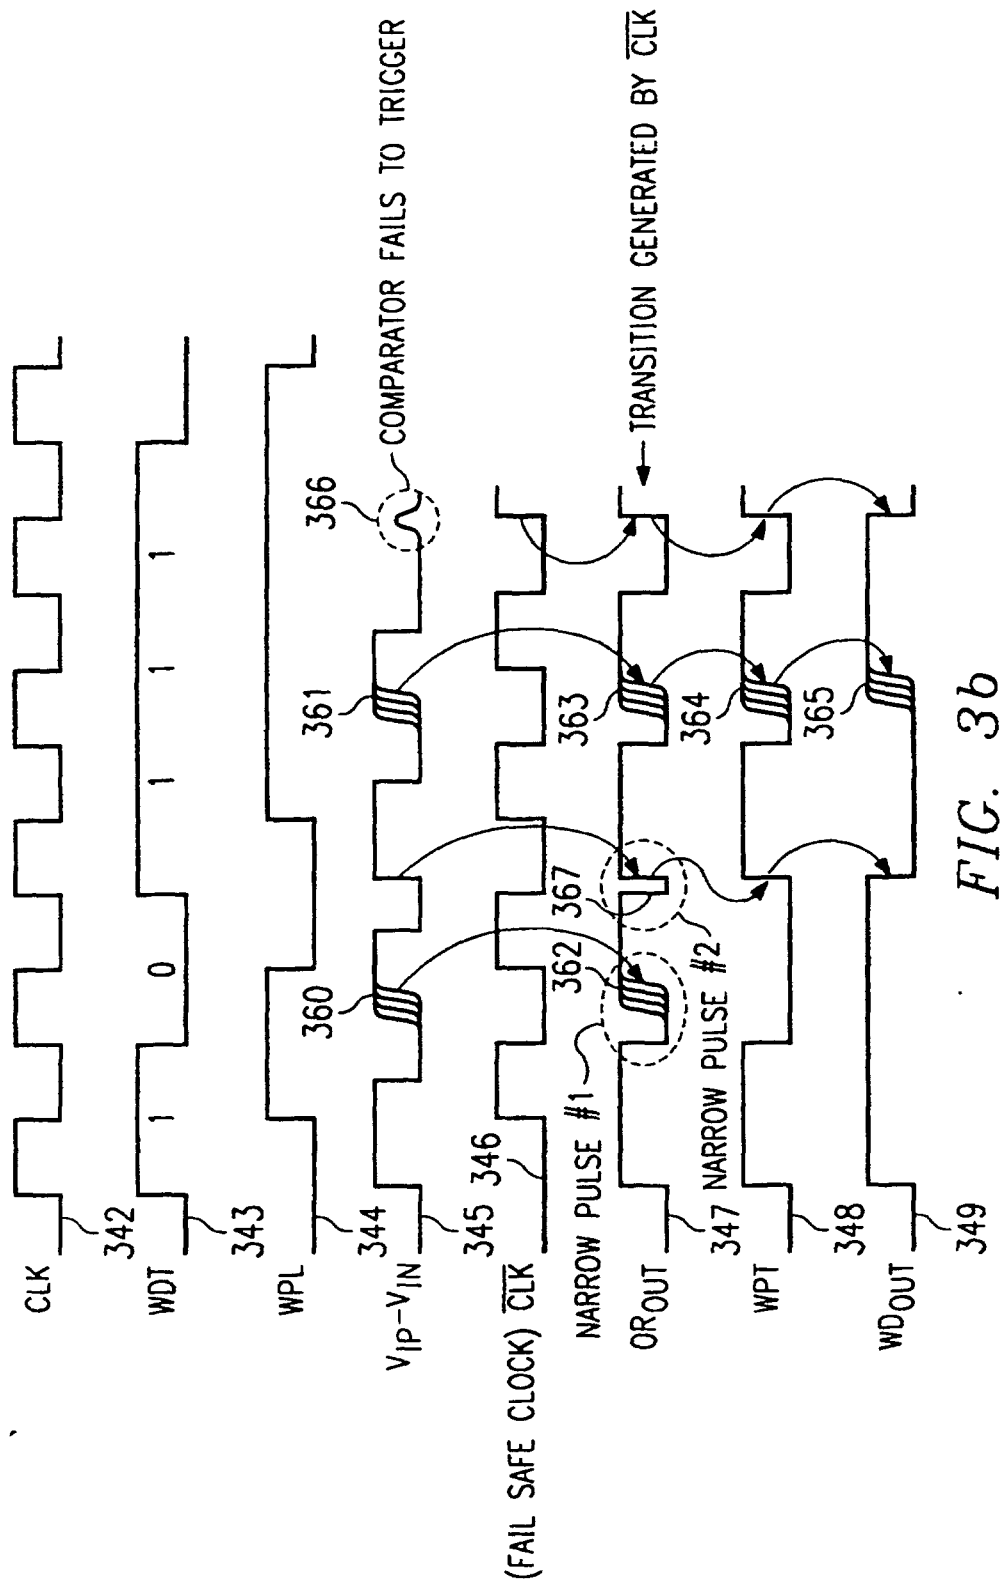 CLK
342
WDT
343
1
0
1
1
1
WPL
344
VIP-VIN
345
360
361
366
COMPARATOR FAILS TO TRIGGER
(FAIL SAFE CLOCK) CLK
346
NARROW PULSE #1
OROUT
347
362
367
363
TRANSITION GENERATED BY CLK
NARROW PULSE #2
WPT
348
364
WDOUT
349
365
FIG. 3b